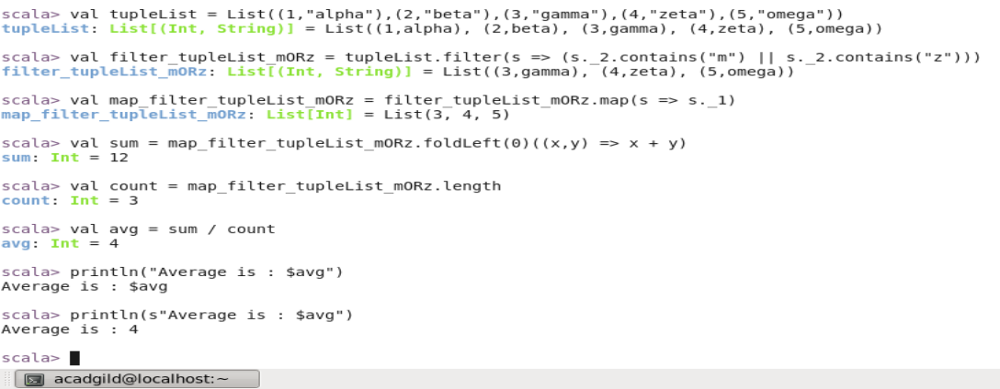 scala> val tupleList = List((1,"alpha"),(2,"beta"),(3,"gamma"),(4,"zeta"),(5,"omega"))
tupleList: List[(Int, String)] = List((1,alpha), (2,beta), (3,gamma), (4,zeta), (5,omega))
scala> val filter_tupleList_mORz = tupleList.filter(s => (s._2.contains("m") || s._2.contains("z")))
filter_tupleList_mORz: List[(Int, String)] = List((3,gamma), (4,zeta), (5,omega))
scala> val map_filter_tupleList_mORz = filter_tupleList_mORz.map(s => s._1)
map_filter_tupleList_mORz: List[Int] = List(3, 4, 5)
scala> val sum = map_filter_tupleList_mORz.foldLeft(0)((x,y) => x + y)
sum: Int = 12
scala> val count = map_filter_tupleList_mORz.length
count: Int = 3
scala> val avg = sum / count
avg: Int = 4
scala> println("Average is : $avg")
Average is : $avg
scala> println(s"Average is : $avg")
Average is : 4
scala>
acadgild@localhost:~